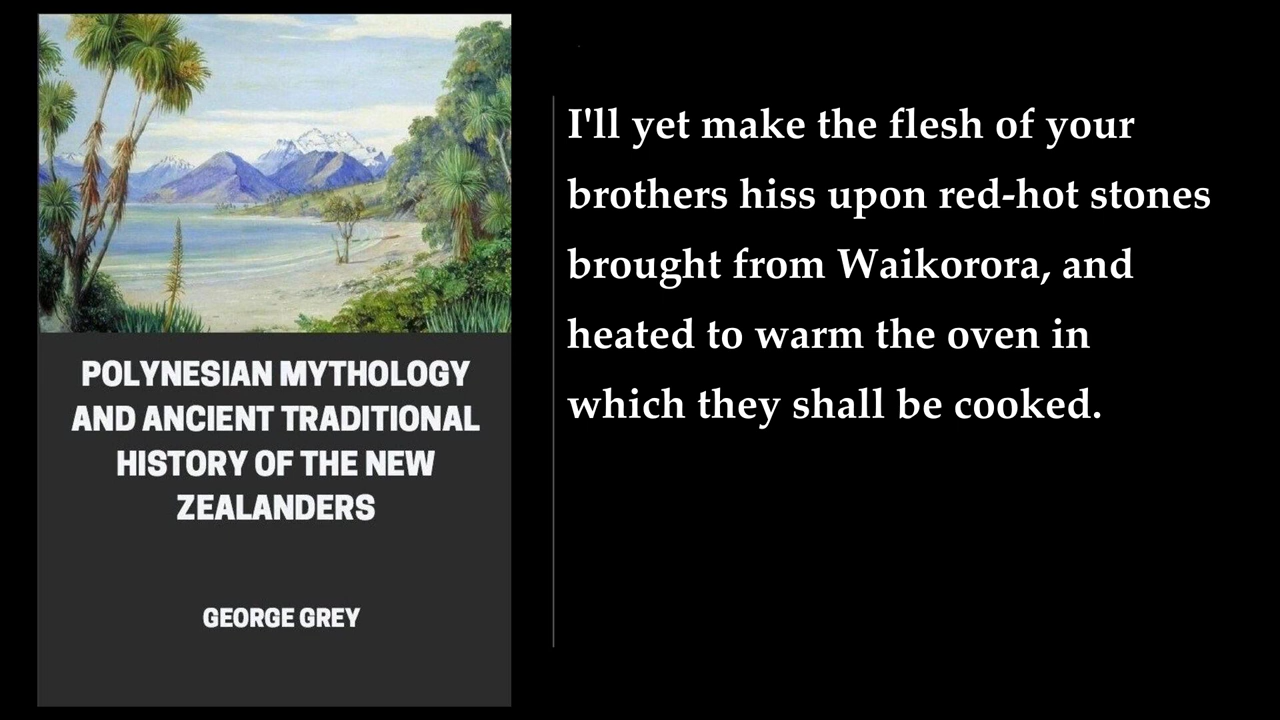 POLYNESIAN MYTHOLOGY
AND ANCIENT TRADITIONAL
HISTORY OF THE NEW
ZEALANDERS
GEORGE GREY
I'll yet make the flesh of your
brothers hiss upon red-hot stones
brought from Waikorora, and
heated to warm the oven in
which they shall be cooked.